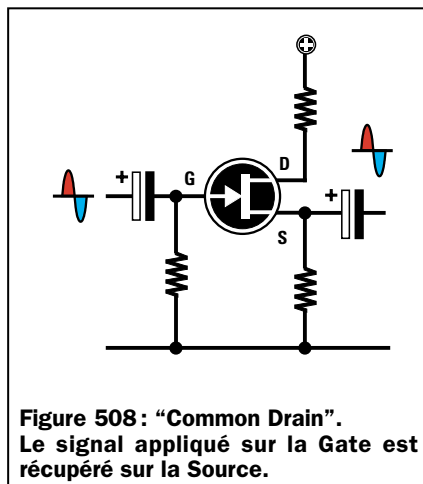 D
G
+
+
S
Figure 508 : “Common Drain”.
Le signal appliqué sur la Gate est
récupéré sur la Source.